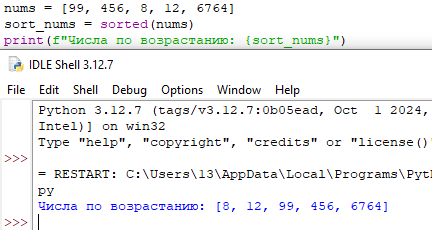 nums = [99, 456, 8, 12, 6764]
sort_nums = sorted(nums)
print(f"Числа по возрастанию: {sort_nums}")
IDLE Shell 3.12.7
File Edit Shell Debug Options Window Help
Python 3.12.7 (tags/v3.12.7:0b05ead, Oct 1 2024,
Intel)] on win32
Type "help", "copyright", "credits" or "license()"
>>>
= RESTART: C:\Users\13\AppData\Local\Programs\Pyth
py
Числа по возрастанию: [8, 12, 99, 456, 6764]
>>>